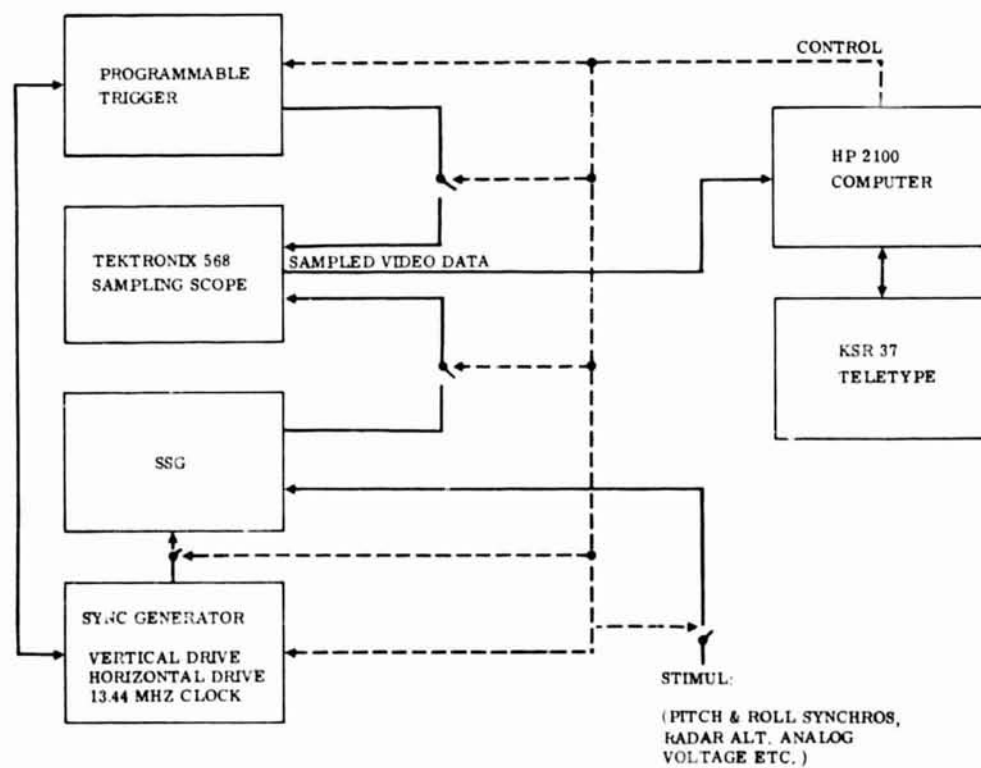 CONTROL
PROGRAMMABLE
TRIGGER
HP 2100
COMPUTER
TEKTRONIX 568
SAMPLING SCOPE
SAMPLED VIDEO DATA
KSR 37
TELETYPE
SSG
SYNC GENERATOR
VERTICAL DRIVE
HORIZONTAL DRIVE
13.44 MHZ CLOCK
STIMUL:
(PITCH & ROLL SYNCHROS,
RADAR ALT. ANALOG
VOLTAGE ETC.)